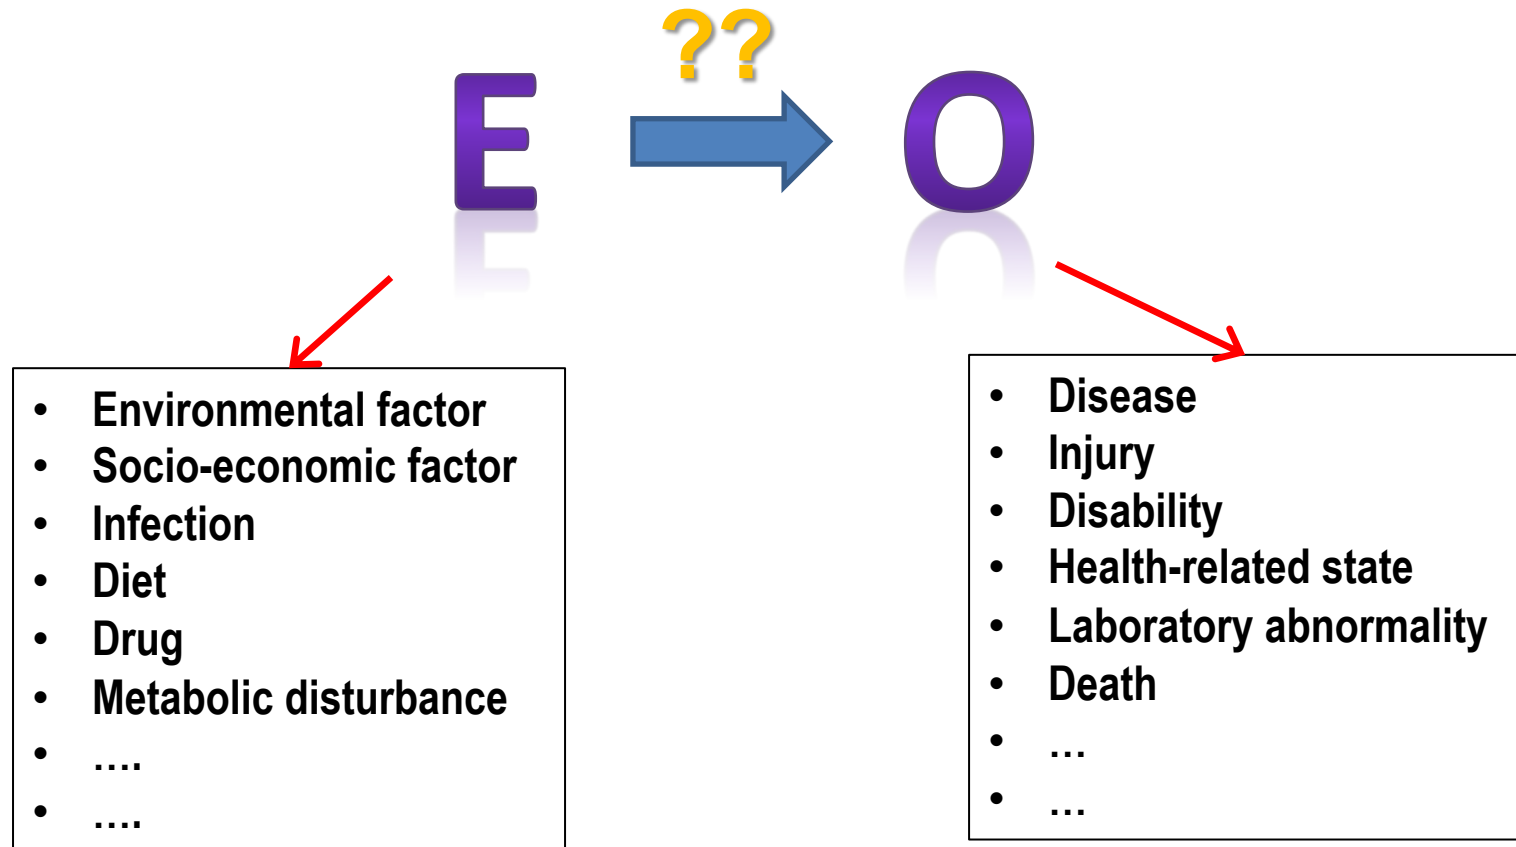 ??
E
O
• Environmental factor
• Socio-economic factor
• Infection
• Diet
• Drug
• Metabolic disturbance
• ....
• ....
• Disease
• Injury
• Disability
• Health-related state
• Laboratory abnormality
• Death
• ...
• ...